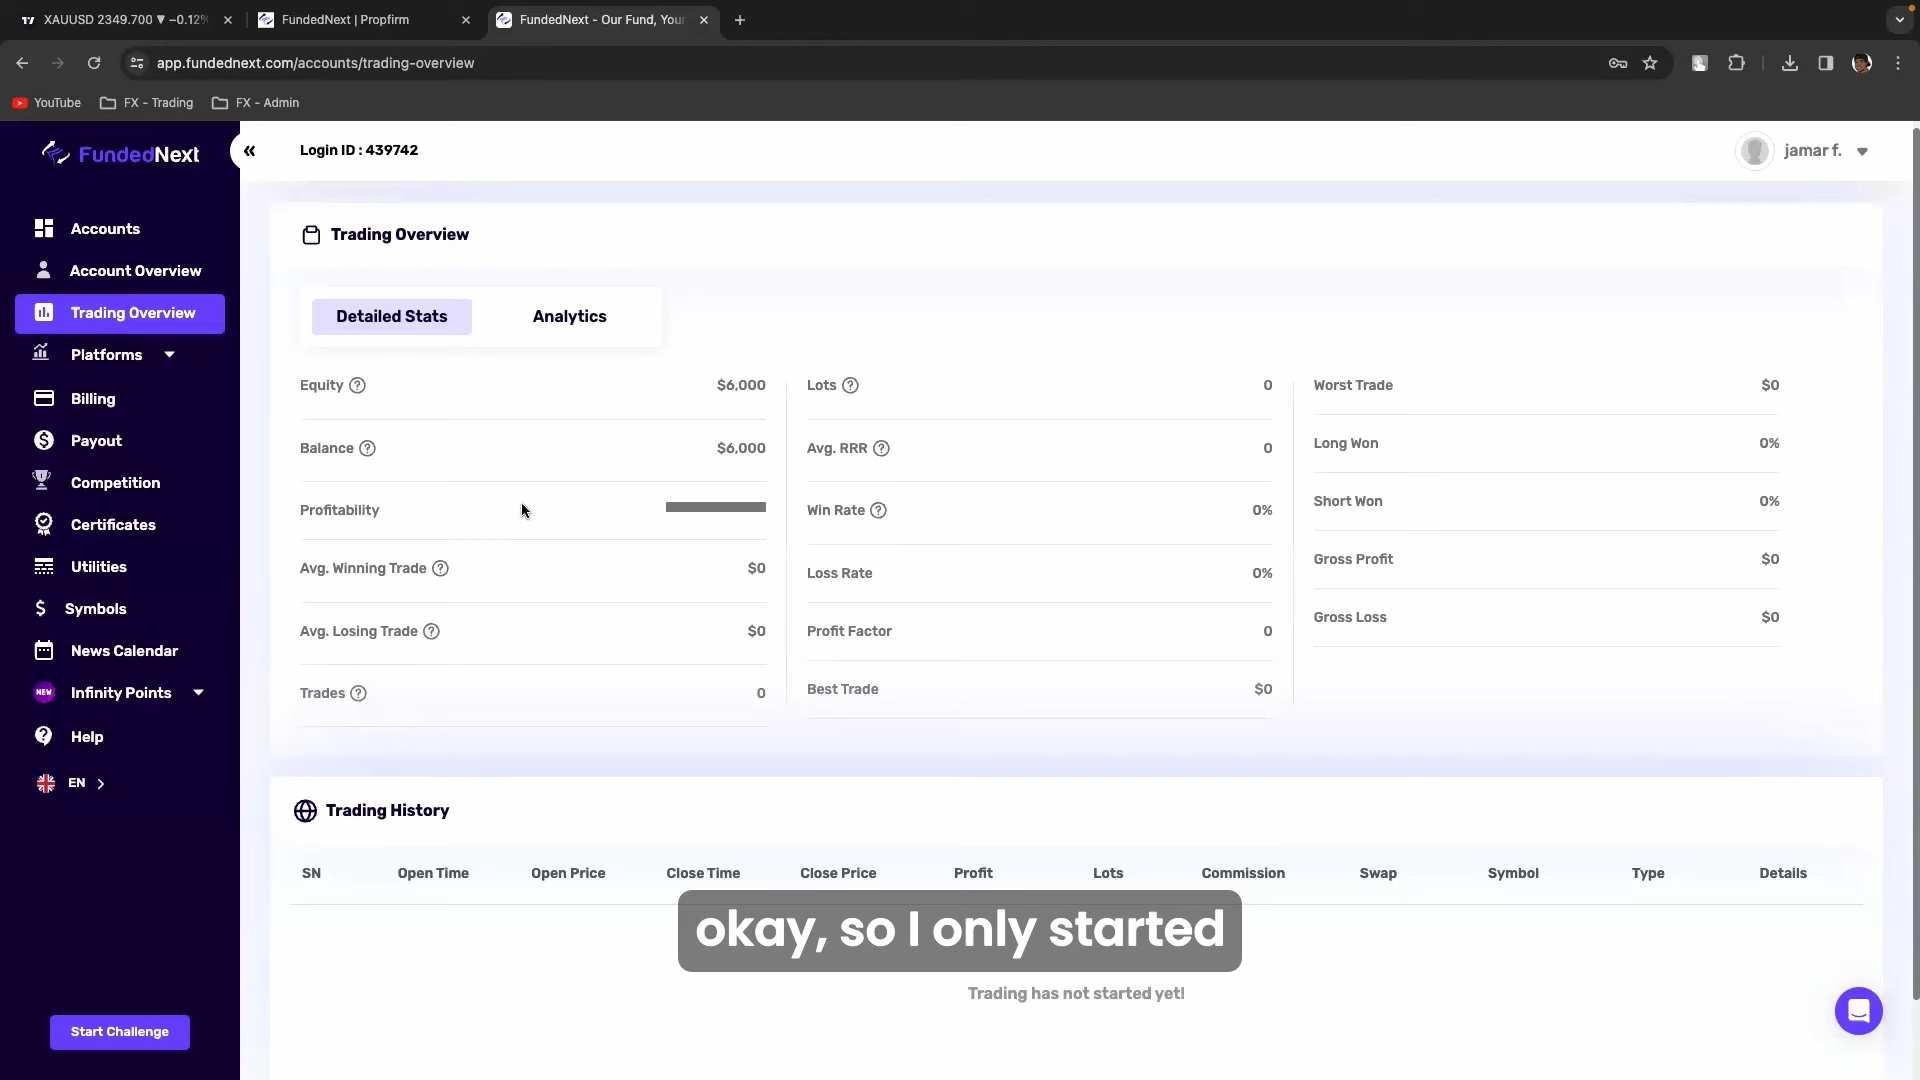 XAUUSD 2349.700 ▼ −0.12%
FundedNext | Propfirm
FundedNext - Our Fund, Your
app.fundednext.com/accounts/trading-overview
YouTube
FX - Trading
FX - Admin
FundedNext
Login ID : 439742
jamar f.
Accounts
Account Overview
Trading Overview
Platforms
Billing
Payout
Competition
Certificates
Utilities
Symbols
News Calendar
NEW Infinity Points
Help
EN
Start Challenge
Trading Overview
Detailed Stats
Analytics
Equity $6,000
Balance $6,000
Profitability
Avg. Winning Trade $0
Avg. Losing Trade $0
Trades 0
Lots 0
Avg. RRR 0
Win Rate 0%
Loss Rate 0%
Profit Factor 0
Best Trade $0
Worst Trade $0
Long Won 0%
Short Won 0%
Gross Profit $0
Gross Loss $0
Trading History
SN Open Time Open Price Close Time Close Price Profit Lots Commission Swap Symbol Type Details
okay, so I only started
Trading has not started yet!